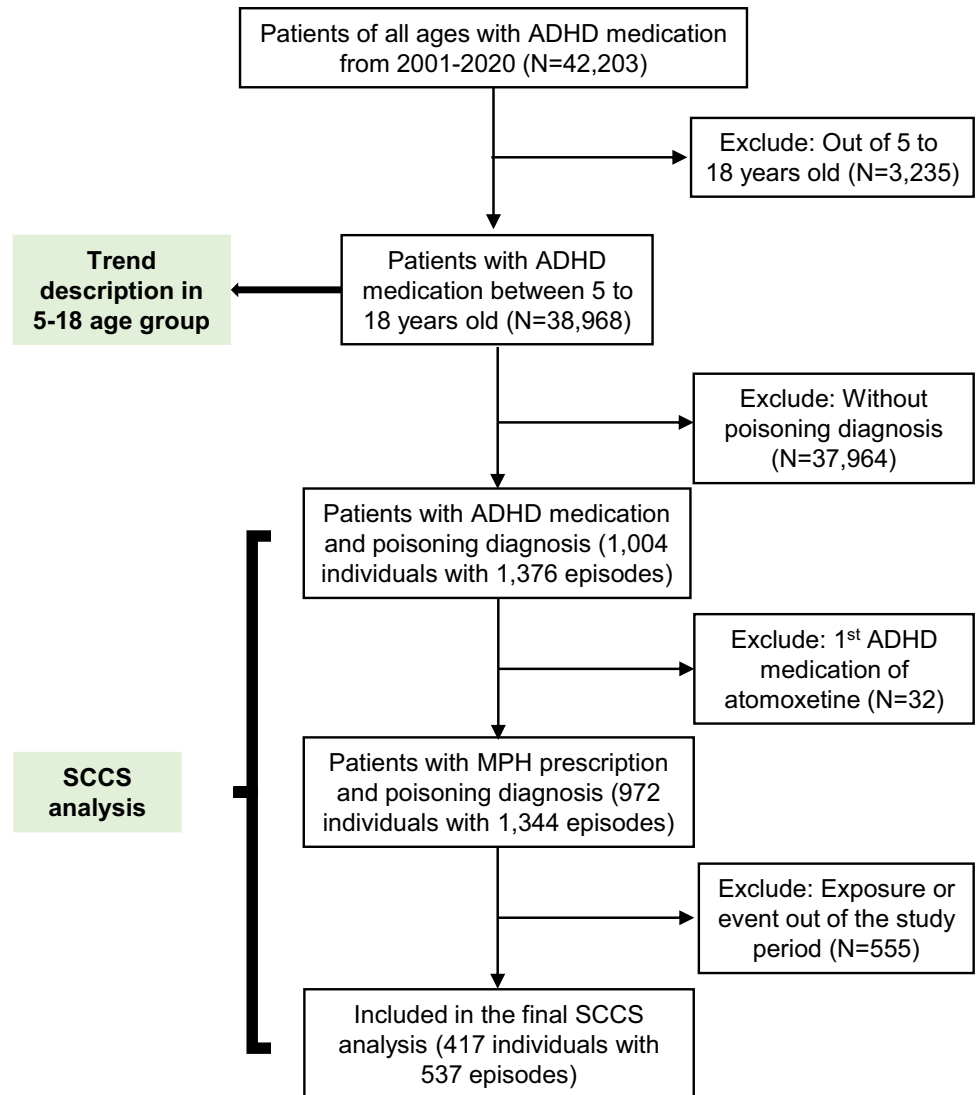 Patients of all ages with ADHD medication
from 2001-2020 (N=42,203)
Exclude: Out of 5 to
18 years old (N=3,235)
Trend
description in
5-18 age group
Patients with ADHD
medication between 5 to
18 years old (N=38,968)
Exclude: Without
poisoning diagnosis
(N=37,964)
Patients with ADHD medication
and poisoning diagnosis (1,004
individuals with 1,376 episodes)
Exclude: 1st ADHD
medication of
atomoxetine (N=32)
SCCS
analysis
Patients with MPH prescription
and poisoning diagnosis (972
individuals with 1,344 episodes)
Exclude: Exposure or
event out of the study
period (N=555)
Included in the final SCCS
analysis (417 individuals with
537 episodes)